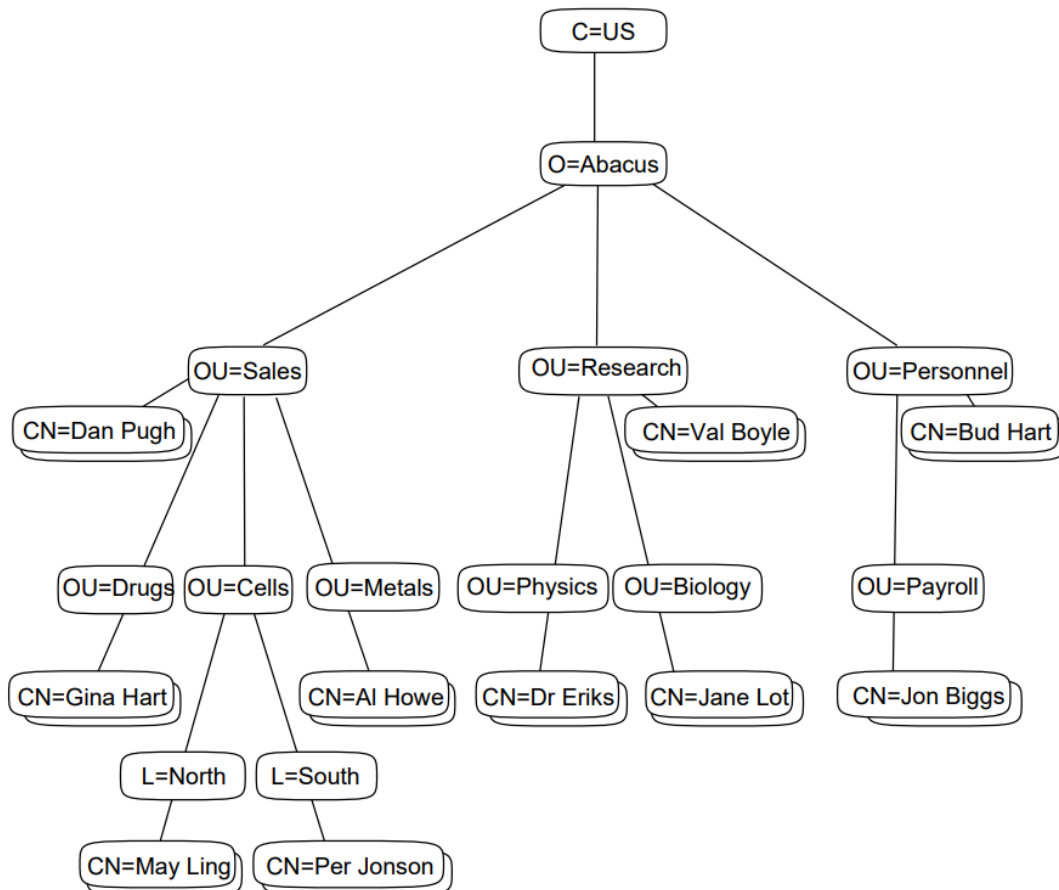 C=US
O=Abacus
OU=Sales
OU=Research
OU=Personnel
CN=Dan Pugh
CN=Val Boyle
CN=Bud Hart
OU=Drugs
OU=Cells
OU=Metals
OU=Physics
OU=Biology
OU=Payroll
CN=Gina Hart
CN=Al Howe
CN=Dr Eriks
CN=Jane Lot
CN=Jon Biggs
L=North
L=South
CN=May Ling
CN=Per Jonson